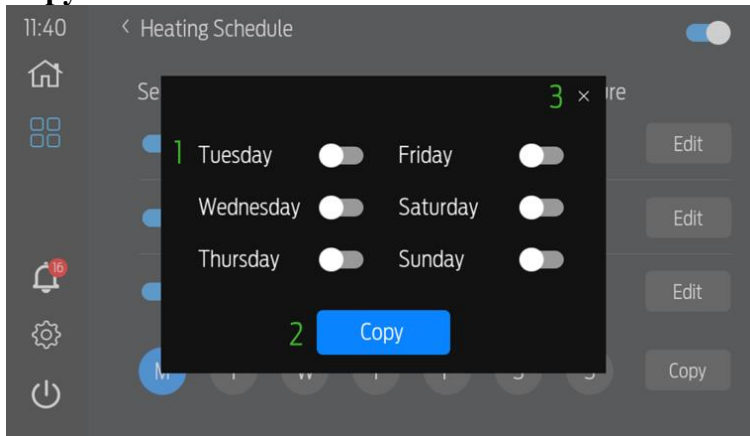 11:40 < Heating Schedule
Se 3 × re
1 Tuesday Friday Edit
Wednesday Saturday Edit
Thursday Sunday
16
Edit
2 Copy
M Copy